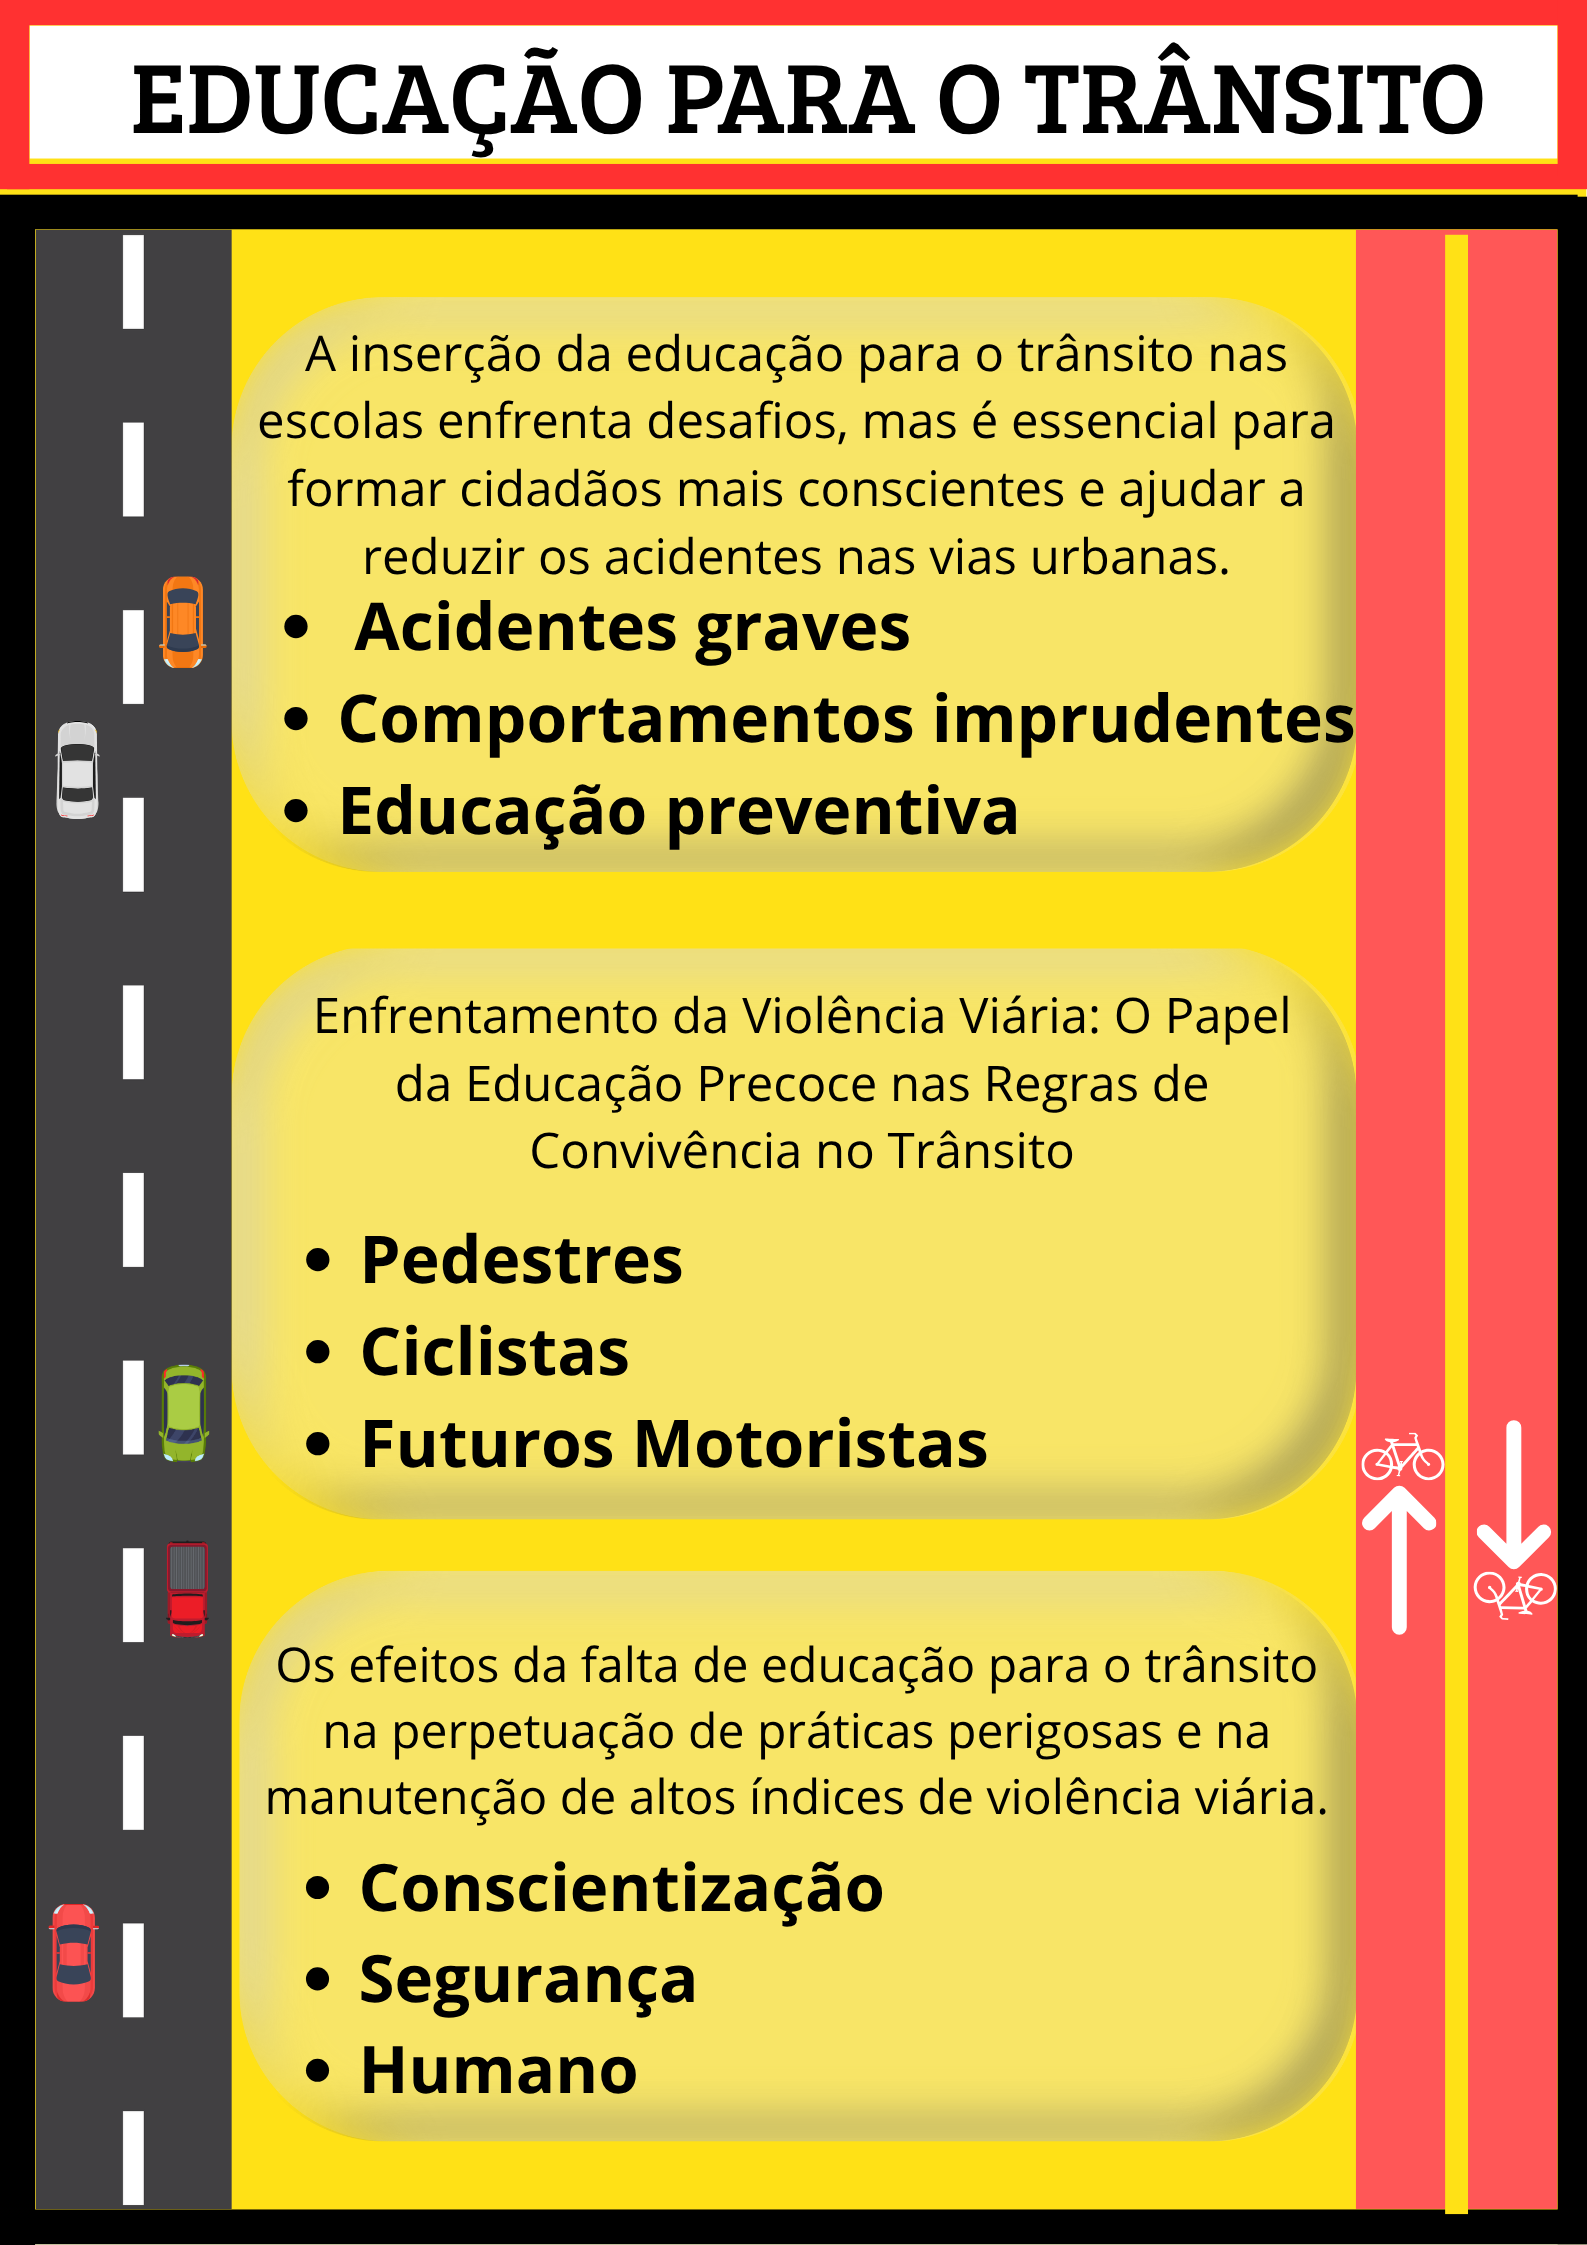 EDUCAÇÃO PARA O TRÂNSITO
A inserção da educação para o trânsito nas
escolas enfrenta desafios, mas é essencial para
formar cidadãos mais conscientes e ajudar a
reduzir os acidentes nas vias urbanas.
• Acidentes graves
• Comportamentos imprudentes
• Educação preventiva
Enfrentamento da Violência Viária: O Papel
da Educação Precoce nas Regras de
Convivência no Trânsito
• Pedestres
• Ciclistas
• Futuros Motoristas
Os efeitos da falta de educação para o trânsito
na perpetuação de práticas perigosas e na
manutenção de altos índices de violência viária.
• Conscientização
• Segurança
• Humano